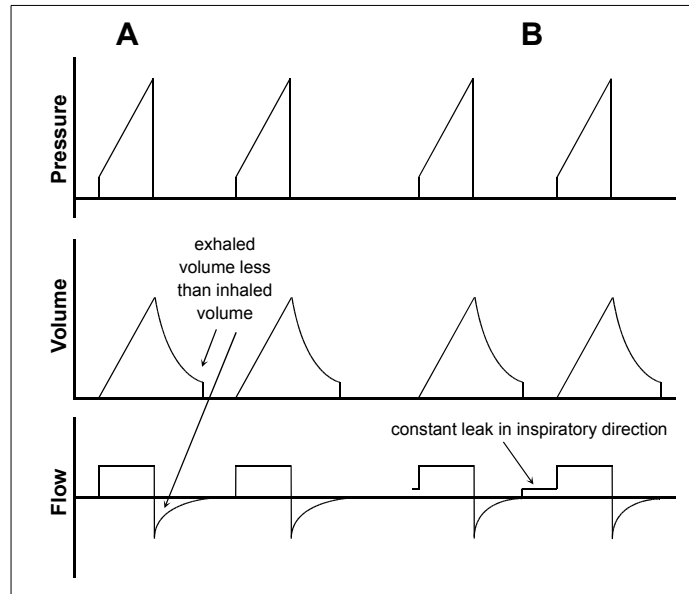 A
B
Pressure
exhaled
volume less
than inhaled
volume
Volume
constant leak in inspiratory direction
Flow